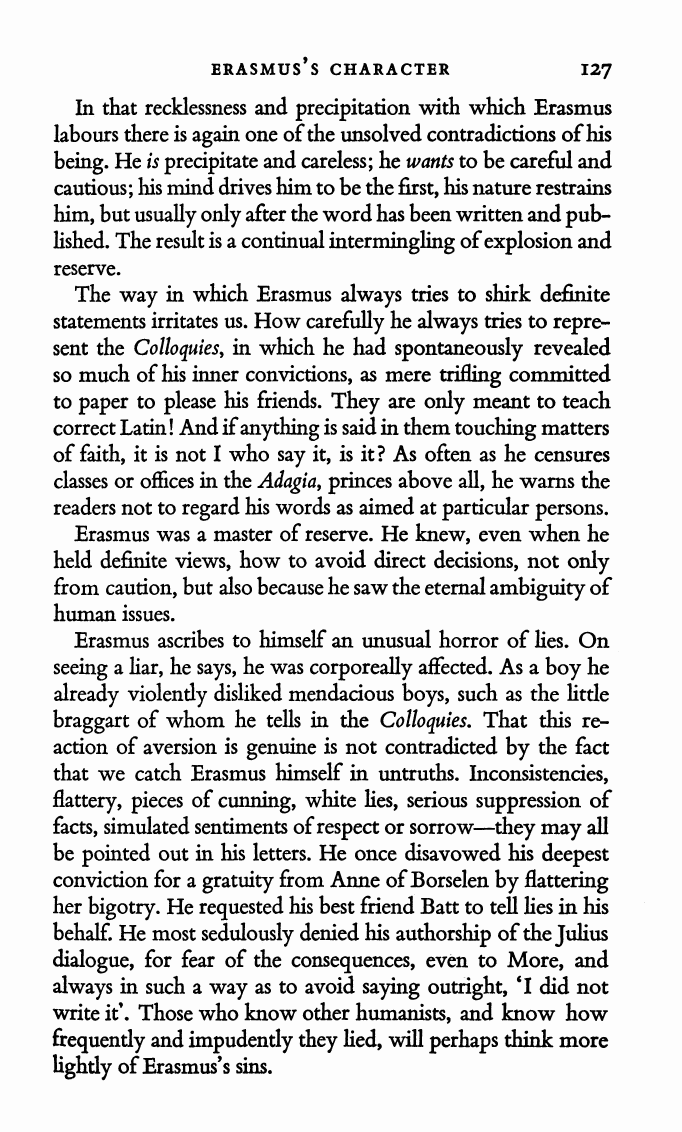 ERASMUS'S CHARACTER 127
In that recklessness and precipitation with which Erasmus
labours there is again one of the unsolved contradictions of his
being. He is precipitate and careless; he wants to be careful and
cautious; his mind drives him to be the first, his nature restrains
him, but usually only after the word has been written and pub-
lished. The result is a continual intermingling of explosion and
reserve.
The way in which Erasmus always tries to shirk definite
statements irritates us. How carefully he always tries to repre-
sent the Colloquies, in which he had spontaneously revealed
so much of his inner convictions, as mere trifling committed
to paper to please his friends. They are only meant to teach
correct Latin! And if anything is said in them touching matters
of faith, it is not I who say it, is it? As often as he censures
classes or offices in the Adagia, princes above all, he warns the
readers not to regard his words as aimed at particular persons.
Erasmus was a master of reserve. He knew, even when he
held definite views, how to avoid direct decisions, not only
from caution, but also because he saw the eternal ambiguity of
human issues.
Erasmus ascribes to himself an unusual horror of lies. On
seeing a liar, he says, he was corporeally affected. As a boy he
already violently disliked mendacious boys, such as the little
braggart of whom he tells in the Colloquies. That this re-
action of aversion is genuine is not contradicted by the fact
that we catch Erasmus himself in untruths. Inconsistencies,
flattery, pieces of cunning, white lies, serious suppression of
facts, simulated sentiments of respect or sorrow—they may all
be pointed out in his letters. He once disavowed his deepest
conviction for a gratuity from Anne of Borselen by flattering
her bigotry. He requested his best friend Batt to tell lies in his
behalf. He most sedulously denied his authorship of the Julius
dialogue, for fear of the consequences, even to More, and
always in such a way as to avoid saying outright, 'I did not
write it'. Those who know other humanists, and know how
frequently and impudently they lied, will perhaps think more
lightly of Erasmus's sins.